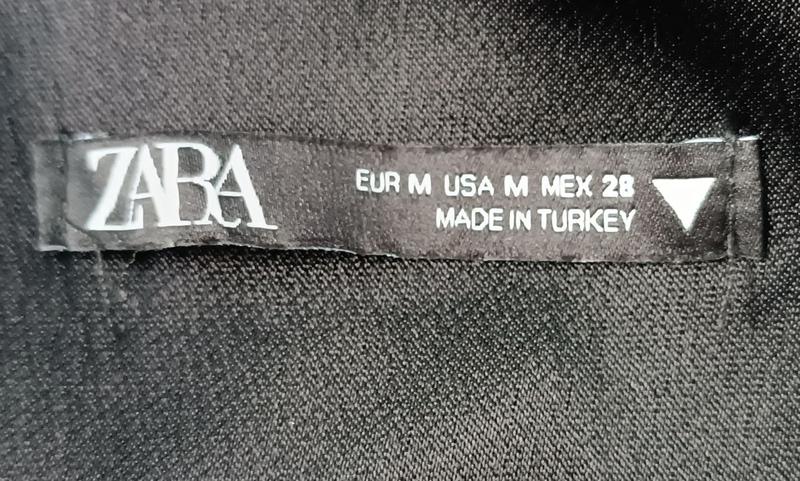 ZARA
EUR M USA M MEX 28
MADE IN TURKEY